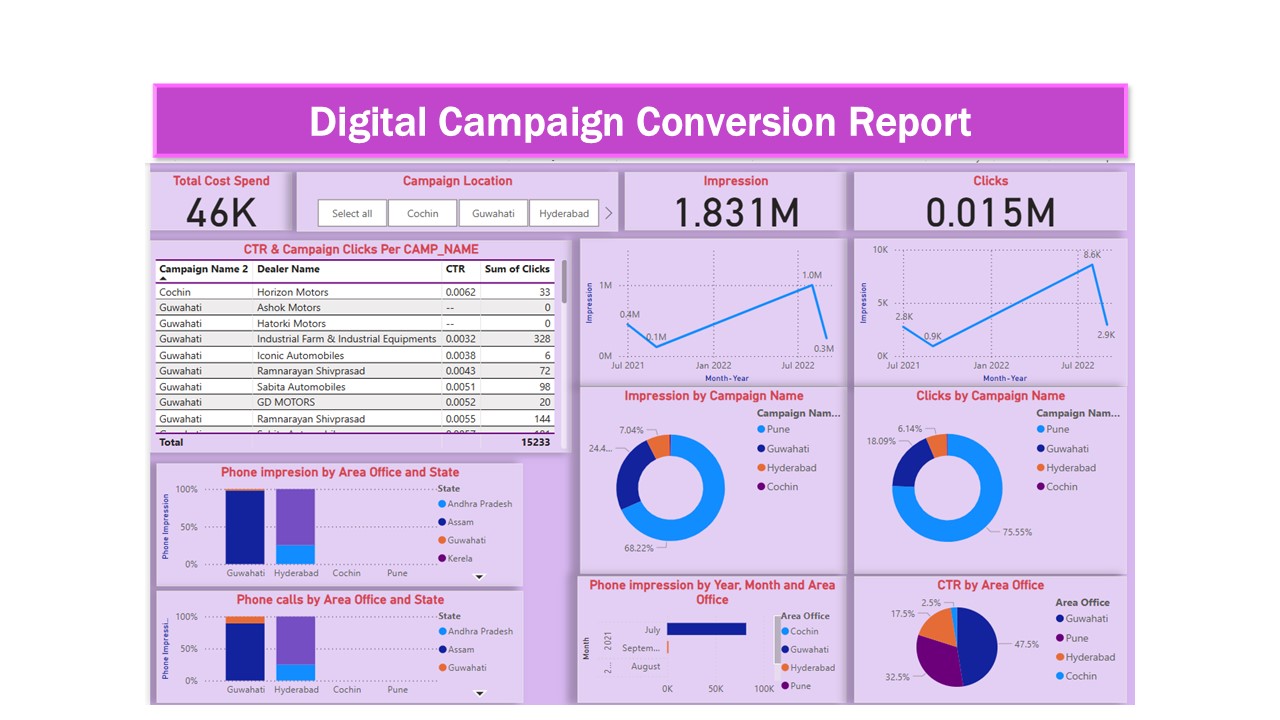 Digital Campaign Conversion Report
Total Cost Spend
46K
Campaign Location
Select all
Cochin
Guwahati
Hyderabad
Impression
1.831M
Clicks
0.015M
CTR & Campaign Clicks Per CAMP_NAME
Campaign Name 2 Dealer Name CTR Sum of Clicks
Cochin Horizon Motors 0.0062 33
Guwahati Ashok Motors -- 0
Guwahati Hatorki Motors -- 0
Guwahati Industrial Farm & Industrial Equipments 0.0032 328
Guwahati Iconic Automobiles 0.0038 6
Guwahati Ramnarayan Shivprasad 0.0043 72
Guwahati Sabita Automobiles 0.0051 98
Guwahati GD MOTORS 0.0052 20
Guwahati Ramnarayan Shivprasad 0.0055 144
Total 15233
Impression
1M
0M
0.4M
0.1M
1.0M
0.3M
Jul 2021 Jan 2022 Jul 2022
Month-Year
Impression
10K
5K
0K
2.8K
0.9K
8.6K
2.9K
Jul 2021 Jan 2022 Jul 2022
Month-Year
Impression by Campaign Name
7.04%
24.4...
68.22%
Campaign Nam...
Pune
Guwahati
Hyderabad
Cochin
Clicks by Campaign Name
6.14%
18.09%
75.55%
Campaign Nam...
Pune
Guwahati
Hyderabad
Cochin
Phone impresion by Area Office and State
Phone Impression
100%
50%
0%
Guwahati Hyderabad Cochin Pune
State
Andhra Pradesh
Assam
Guwahati
Kerela
Phone calls by Area Office and State
Phone Impressi..
100%
50%
0%
Guwahati Hyderabad Cochin Pune
State
Andhra Pradesh
Assam
Guwahati
Phone impression by Year, Month and Area
Office
Month
2021
2...
July
Septem...
August
0K 50K 100K
Area Office
Cochin
Guwahati
Hyderabad
Pune
CTR by Area Office
2.5%
17.5%
47.5%
32.5%
Area Office
Guwahati
Pune
Hyderabad
Cochin